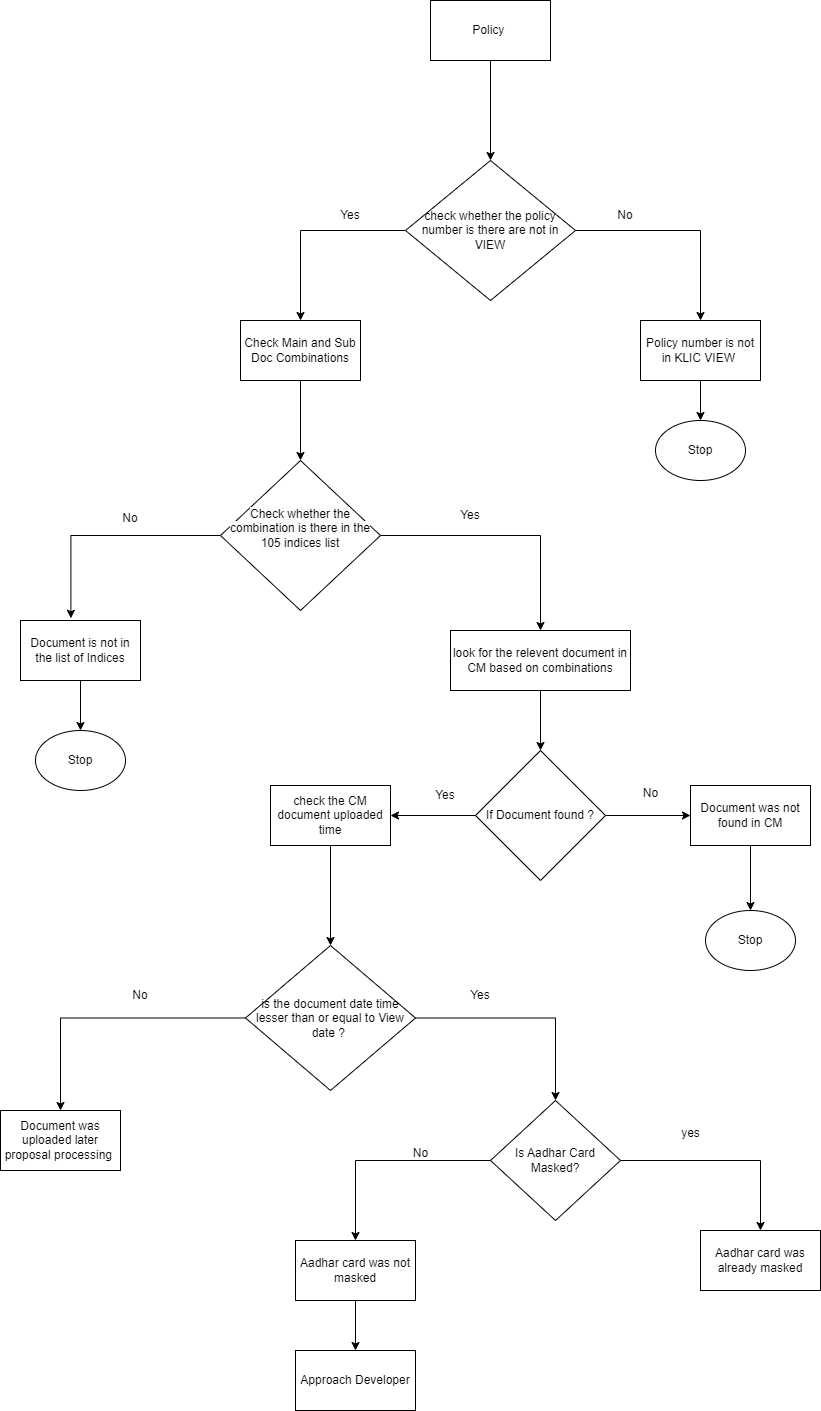 Policy
check whether the policy
number is there are not in
VIEW
Yes
No
Check Main and Sub
Doc Combinations
Policy number is not
in KLIC VIEW
Stop
Check whether the
combination is there in the
105 indices list
No
Yes
Document is not in
the list of Indices
Stop
look for the relevent document in
CM based on combinations
If Document found ?
Yes
No
check the CM
document uploaded
time
Document was not
found in CM
Stop
is the document date time
lesser than or equal to View
date ?
No
Yes
Document was
uploaded later
proposal processing
Is Aadhar Card
Masked?
No
yes
Aadhar card was not
masked
Aadhar card was
already masked
Approach Developer